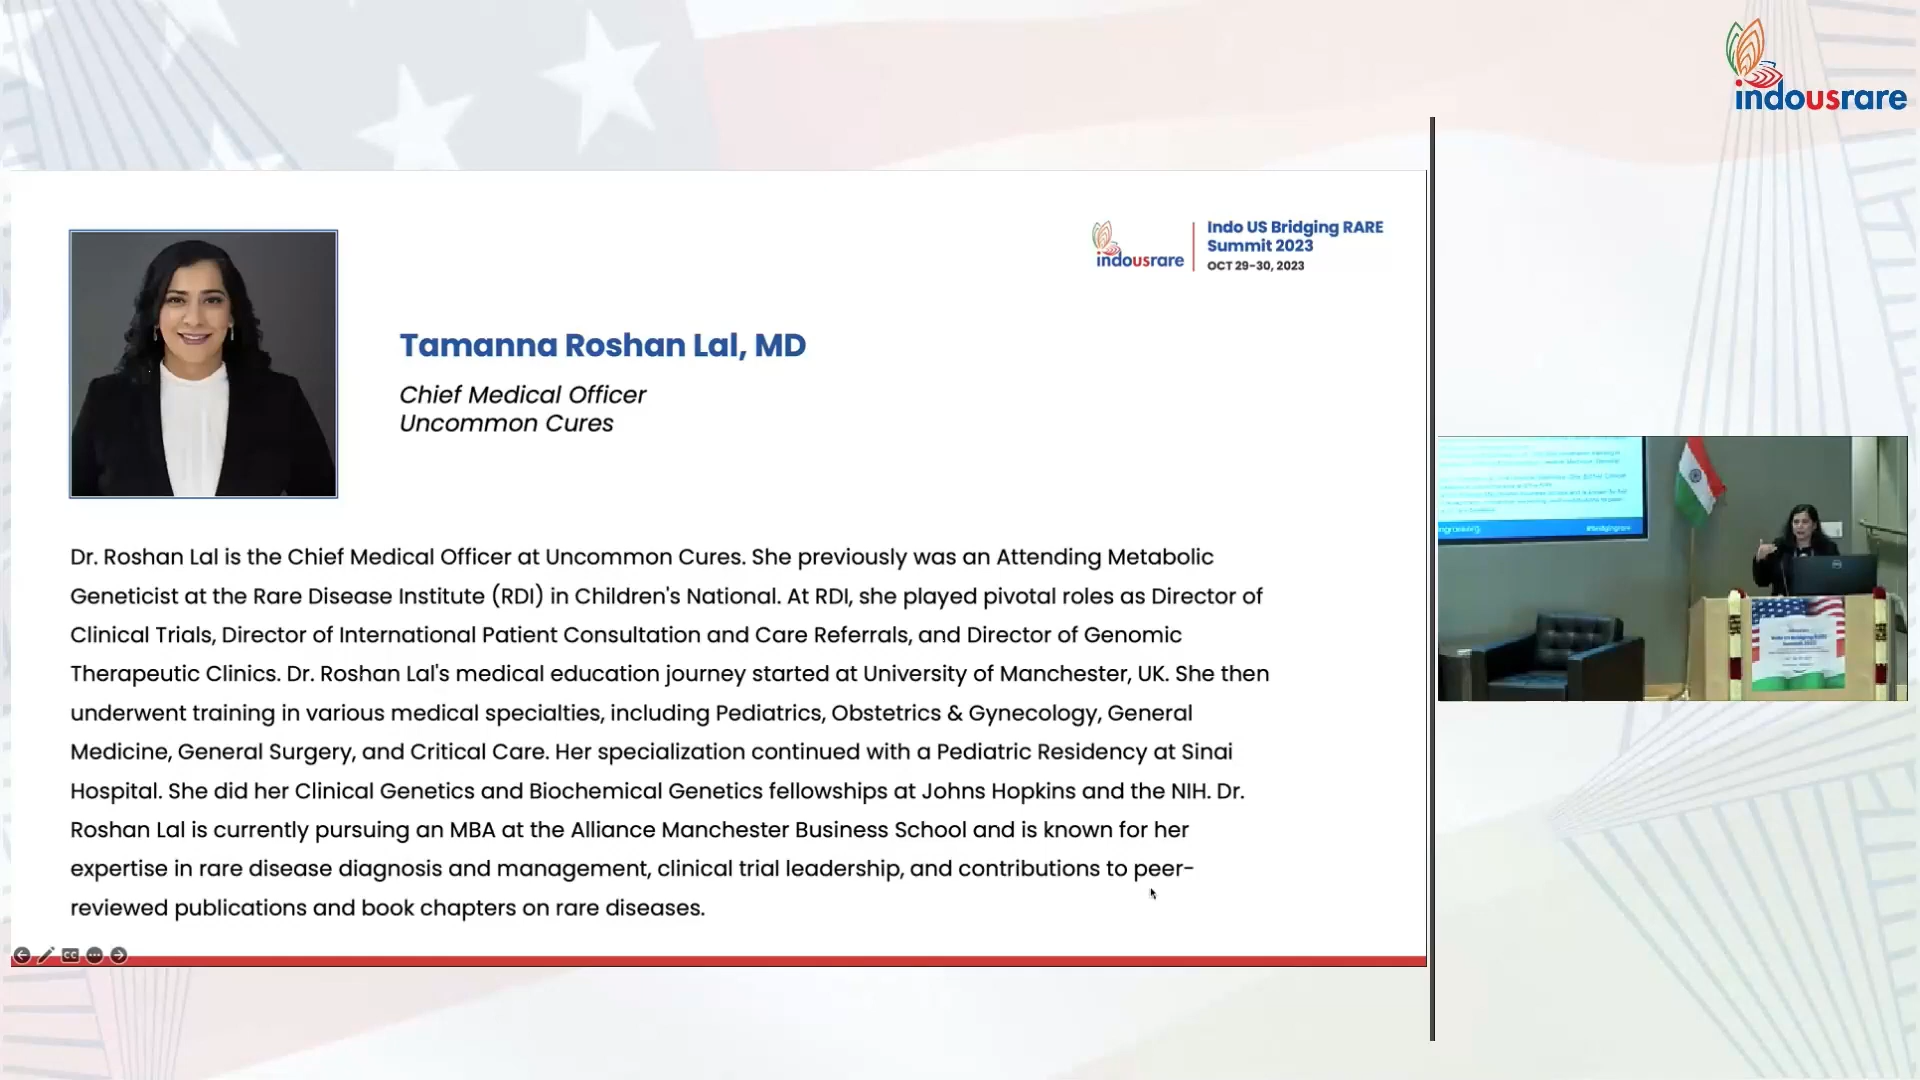 indousrare
indousrare
Indo US Bridging RARE
Summit 2023
OCT 29-30, 2023
Tamanna Roshan Lal, MD
Chief Medical Officer
Uncommon Cures
Dr. Roshan Lal is the Chief Medical Officer at Uncommon Cures. She previously was an Attending Metabolic
Geneticist at the Rare Disease Institute (RDI) in Children's National. At RDI, she played pivotal roles as Director of
Clinical Trials, Director of International Patient Consultation and Care Referrals, and Director of Genomic
Therapeutic Clinics. Dr. Roshan Lal's medical education journey started at University of Manchester, UK. She then
underwent training in various medical specialties, including Pediatrics, Obstetrics & Gynecology, General
Medicine, General Surgery, and Critical Care. Her specialization continued with a Pediatric Residency at Sinai
Hospital. She did her Clinical Genetics and Biochemical Genetics fellowships at Johns Hopkins and the NIH. Dr.
Roshan Lal is currently pursuing an MBA at the Alliance Manchester Business School and is known for her
expertise in rare disease diagnosis and management, clinical trial leadership, and contributions to peer-
reviewed publications and book chapters on rare diseases.
CC
#bridgingrare
Indo US Bridging RARE
Summit 2023